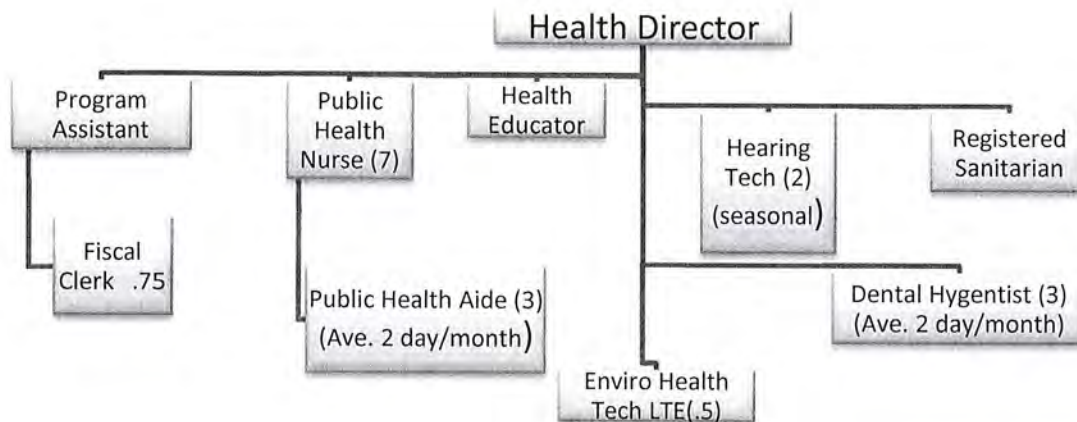 Health Director
Program
Assistant
Public
Health
Nurse (7)
Health
Educator
Hearing
Tech (2)
(seasonal)
Registered
Sanitarian
Fiscal
Clerk .75
Public Health Aide (3)
(Ave. 2 day/month)
Dental Hygentist (3)
(Ave. 2 day/month)
Enviro Health
Tech LTE(.5)